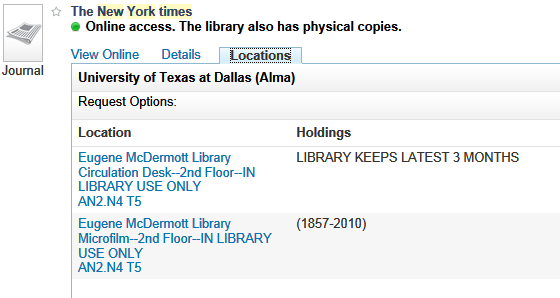 The New York times
Online access. The library also has physical copies.
Journal
View Online Details Locations
University of Texas at Dallas (Alma)
Request Options:
Location Holdings
Eugene McDermott Library LIBRARY KEEPS LATEST 3 MONTHS
Circulation Desk--2nd Floor--IN
LIBRARY USE ONLY
AN2.N4 T5
Eugene McDermott Library (1857-2010)
Microfilm--2nd Floor--IN LIBRARY
USE ONLY
AN2.N4 T5